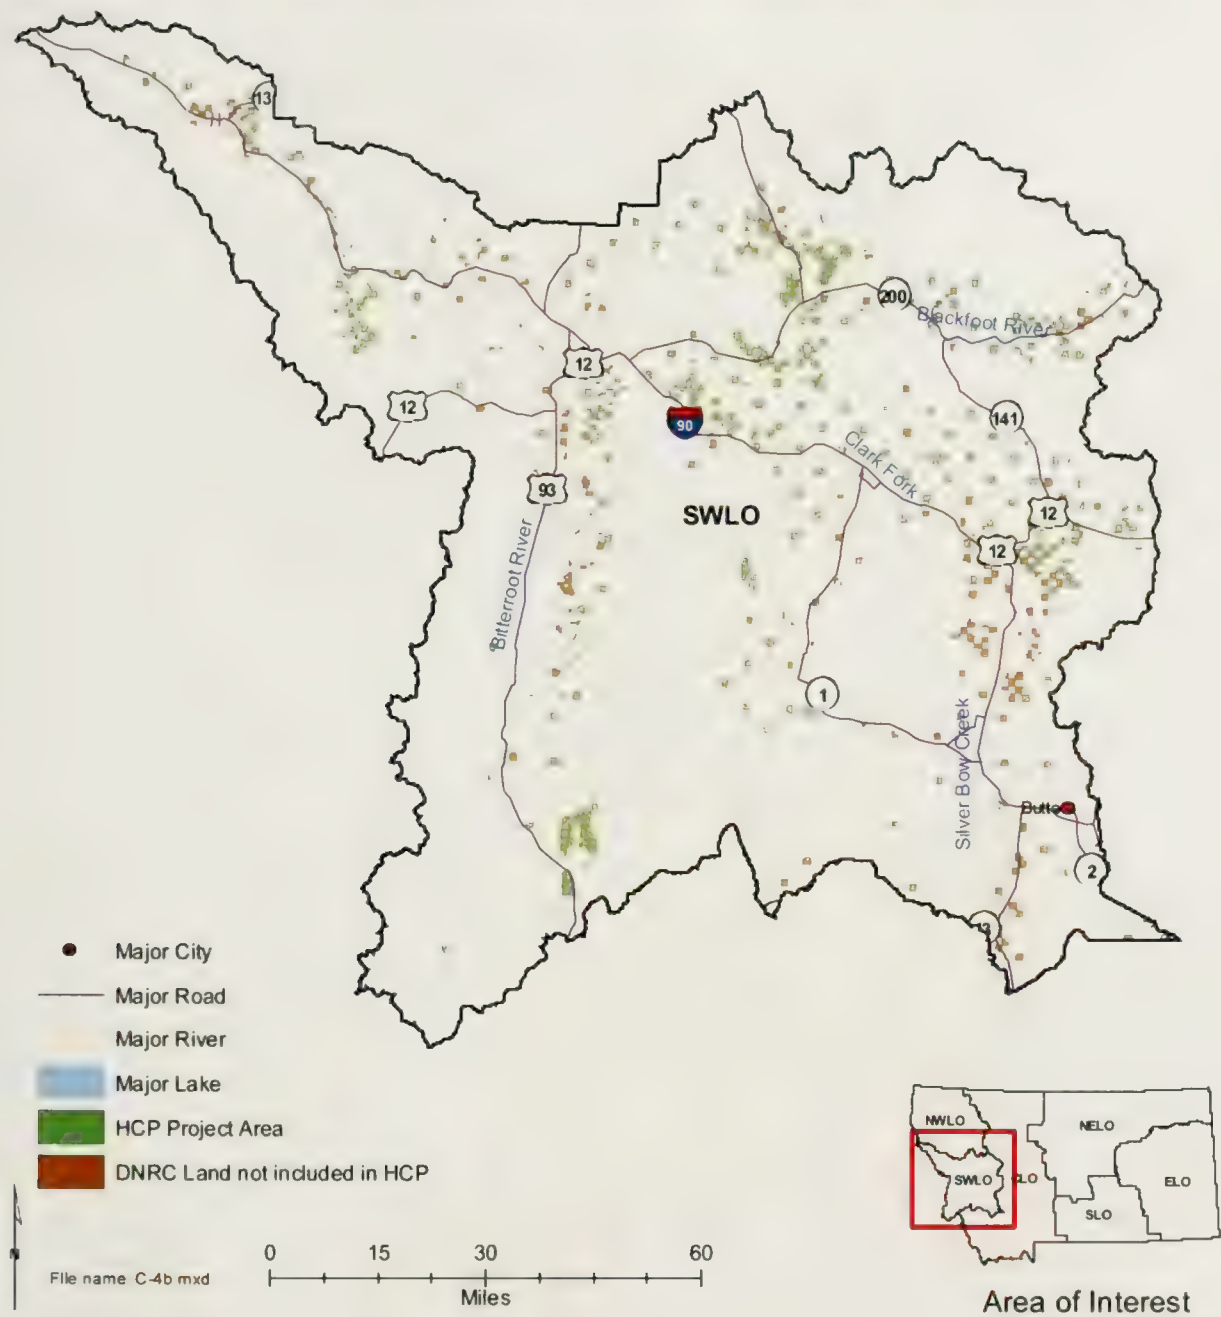 13
200
Blackfoot River
12
12
90
141
Clark Fork
93
SWLO
12
12
Bitterroot River
1
Silver Bow Creek
Butte
2
Major City
Major Road
Major River
Major Lake
HCP Project Area
DNRC Land not included in HCP
N
File name C-4b mxd
0 15 30 60
Miles
NWLO
NELO
SWLO
ELO
SLO
Area of Interest